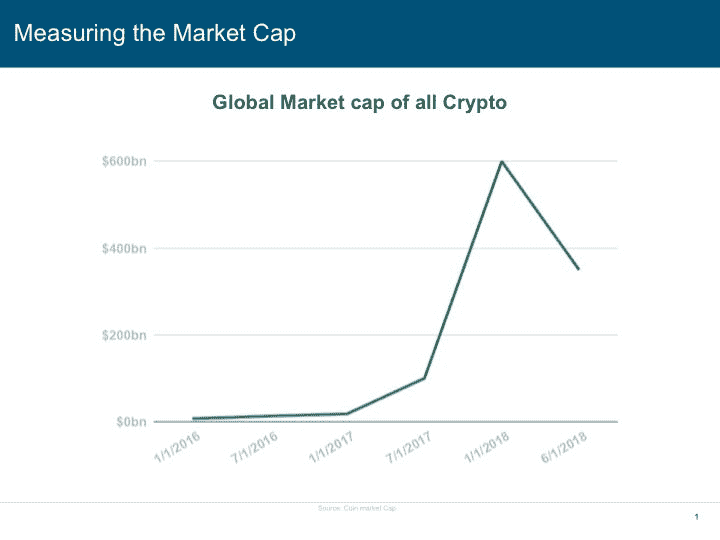 Measuring the Market Cap
Global Market cap of all Crypto
$600bn
$400bn
$200bn
$0bn
1/1/2016
7/1/2016
1/1/2017
7/1/2017
1/1/2018
6/1/2018
Source: Coin market Cap
1